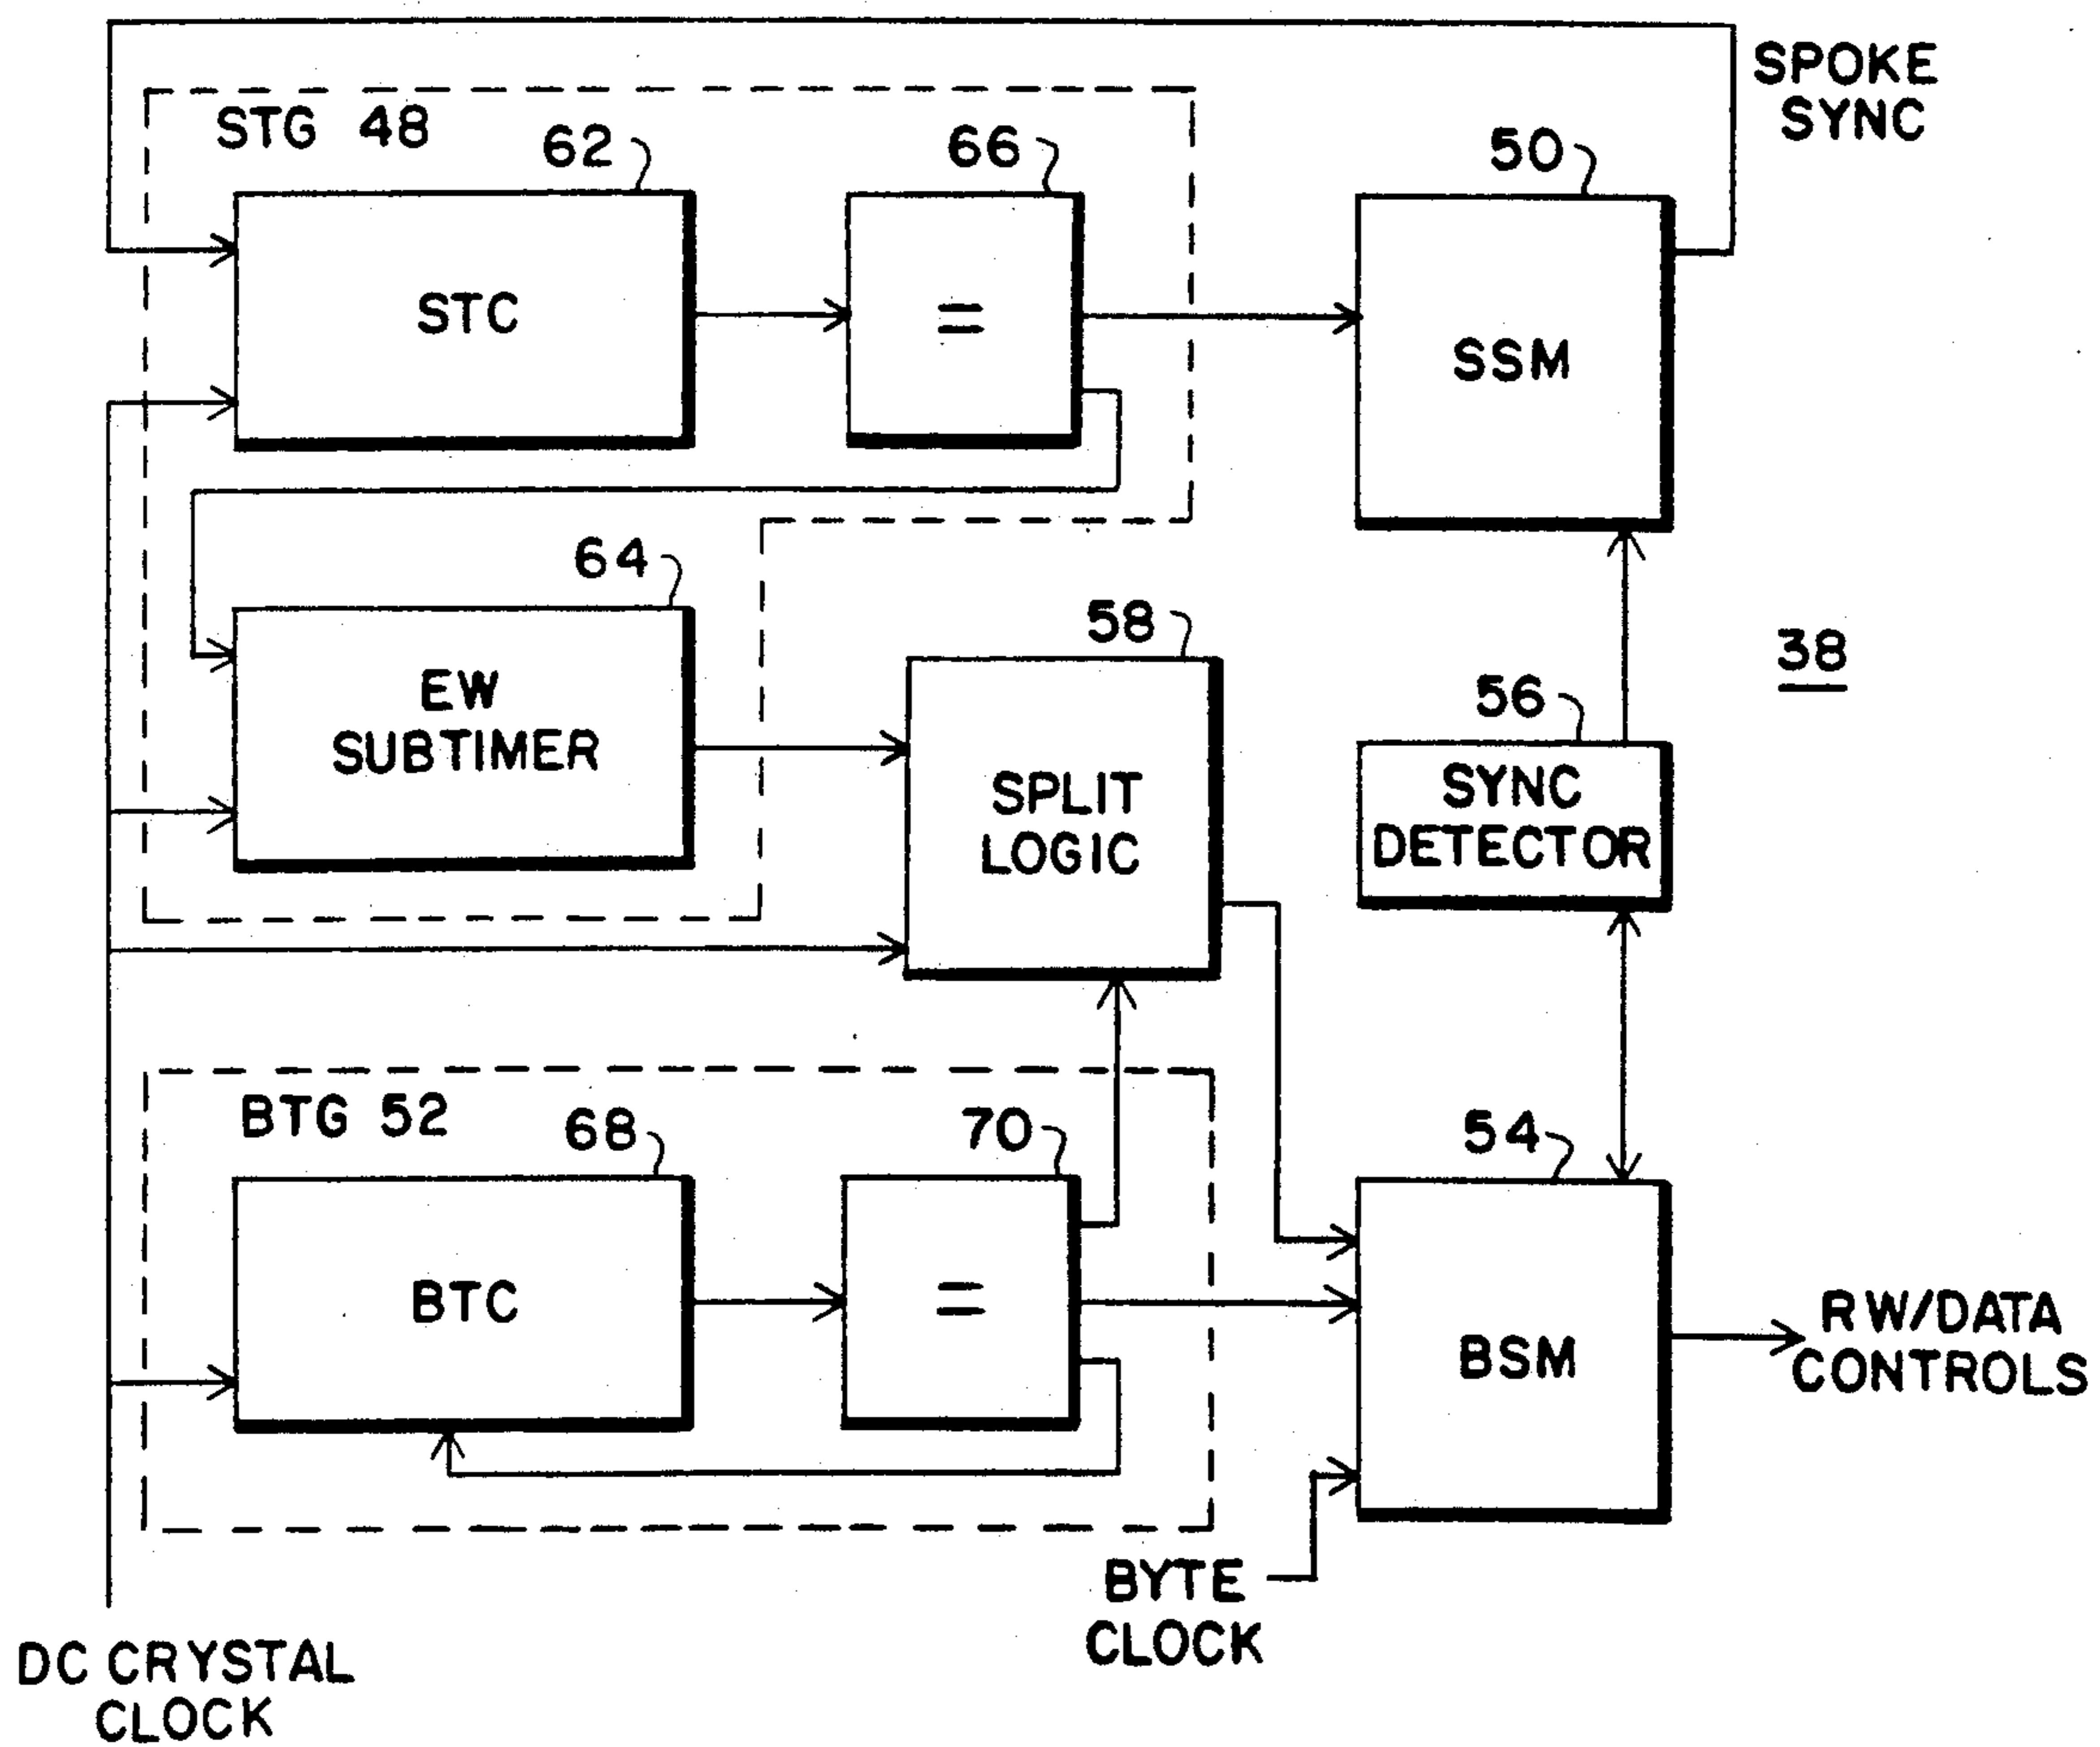 SPOKE
SYNC
STG 48
62
66
50
STC
=
SSM
64
58
38
EW
SUBTIMER
56
SPLIT
LOGIC
SYNC
DETECTOR
BTG 52
68
70
54
BTC
=
BSM
RW/DATA
CONTROLS
BYTE
CLOCK
DC CRYSTAL
CLOCK